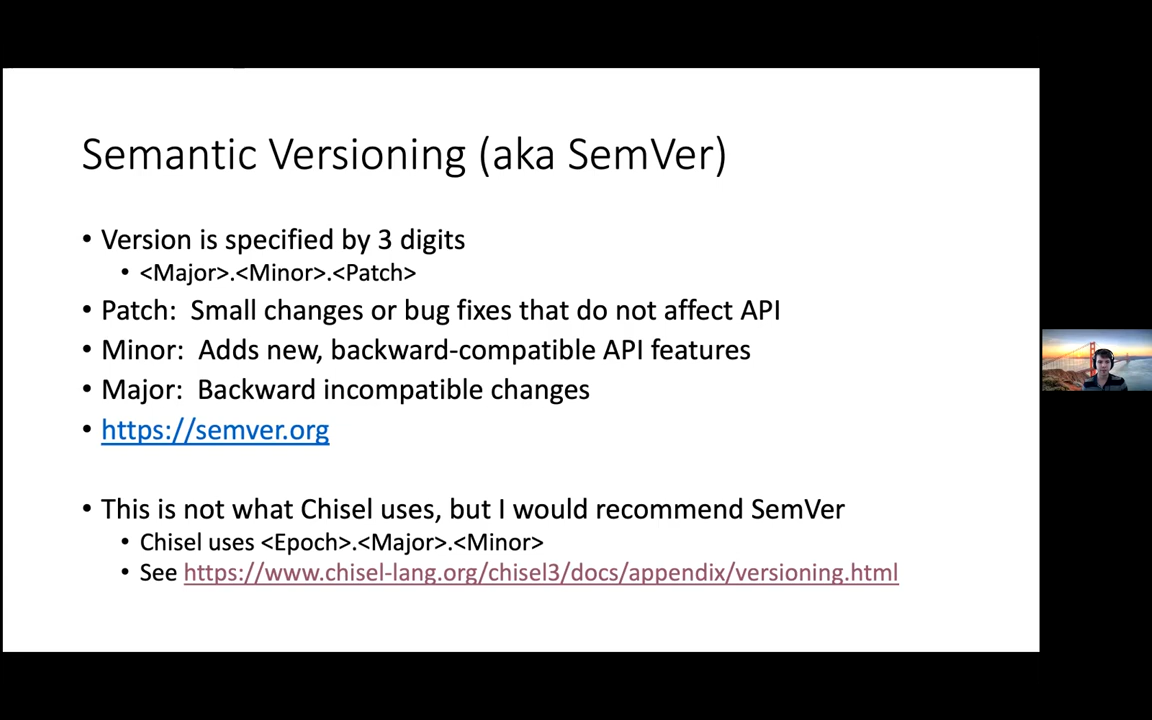 Semantic Versioning (aka SemVer)
• Version is specified by 3 digits
• <Major>.<Minor>.<Patch>
• Patch:  Small changes or bug fixes that do not affect API
• Minor:  Adds new, backward-compatible API features
• Major:  Backward incompatible changes
• https://semver.org
• This is not what Chisel uses, but I would recommend SemVer
• Chisel uses <Epoch>.<Major>.<Minor>
• See https://www.chisel-lang.org/chisel3/docs/appendix/versioning.html